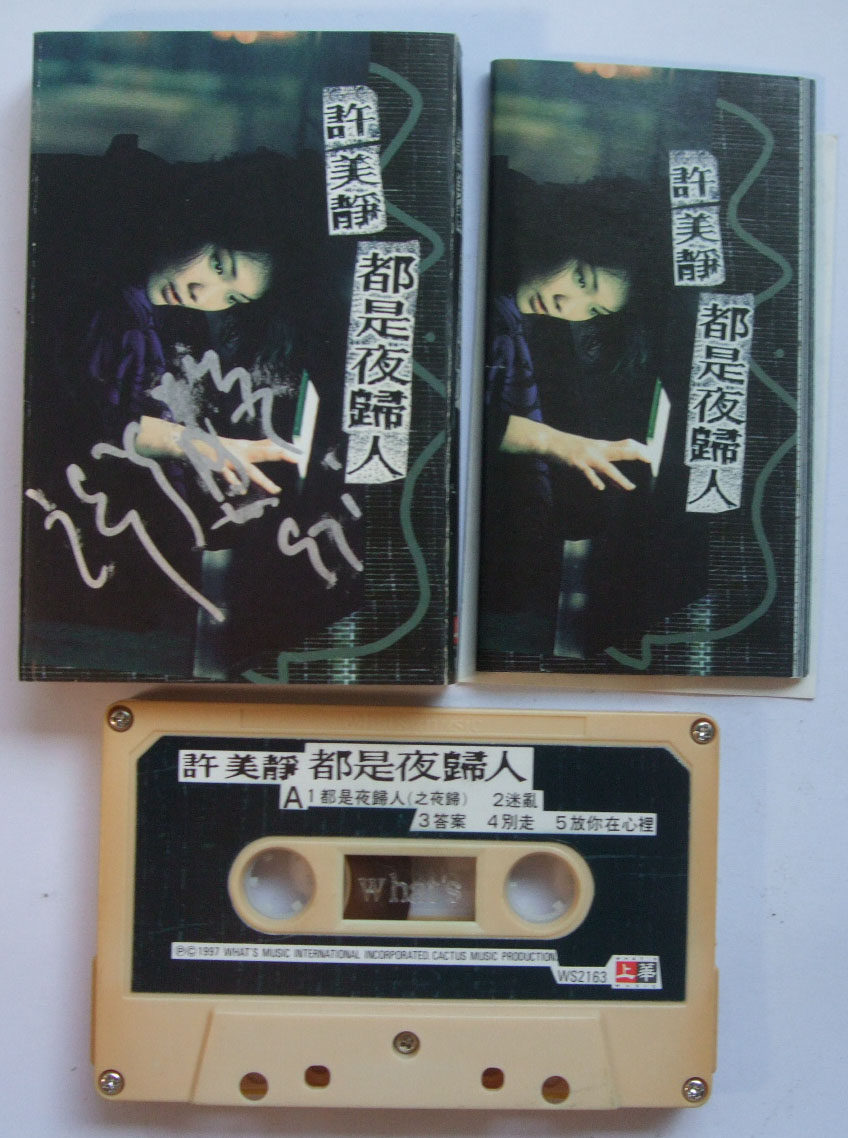 許美靜
都是夜歸人
許美靜
都是夜歸人
許美靜 都是夜歸人
A 1都是夜歸人(之夜歸) 2迷亂
3答案 4別走 5放你在心裡
What's
℗©1997 WHAT'S MUSIC INTERNATIONAL INCORPORATED. CACTUS MUSIC PRODUCTION.
WS2163 上華